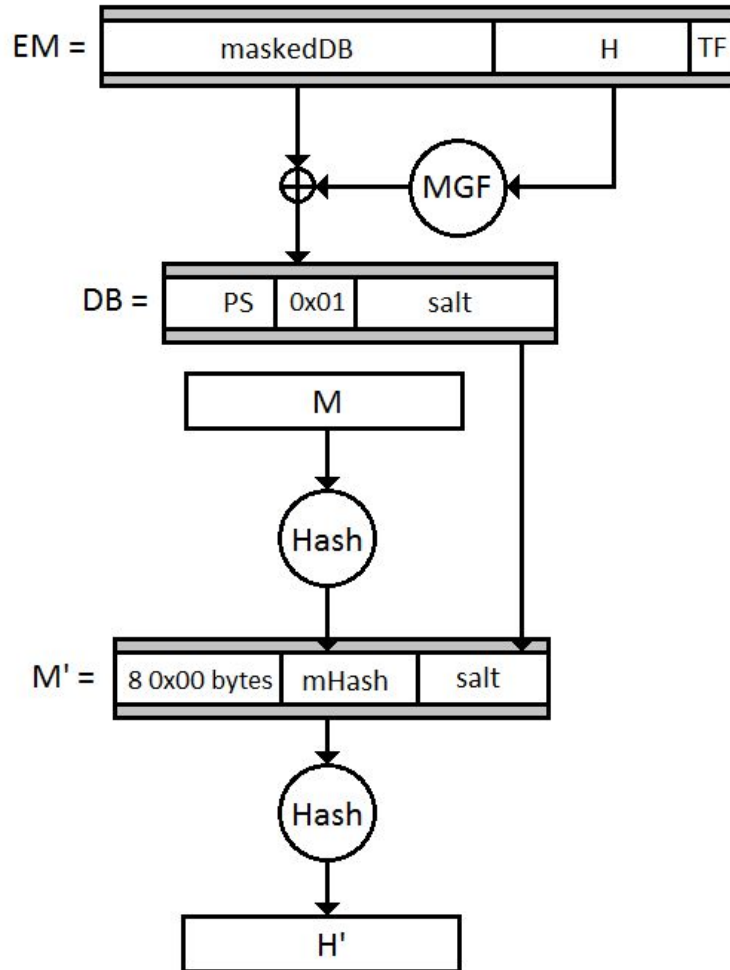 EM = maskedDB H TF
MGF
DB = PS 0x01 salt
M
Hash
M' = 8 0x00 bytes mHash salt
Hash
H'